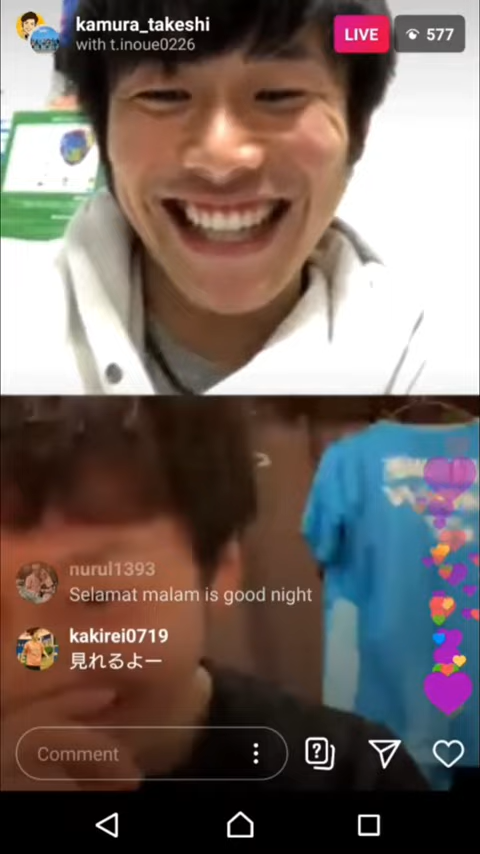 kamura_takeshi
with t.inoue0226
LIVE
577
nurul1393
Selamat malam is good night
kakirei0719
見れるよー
Comment